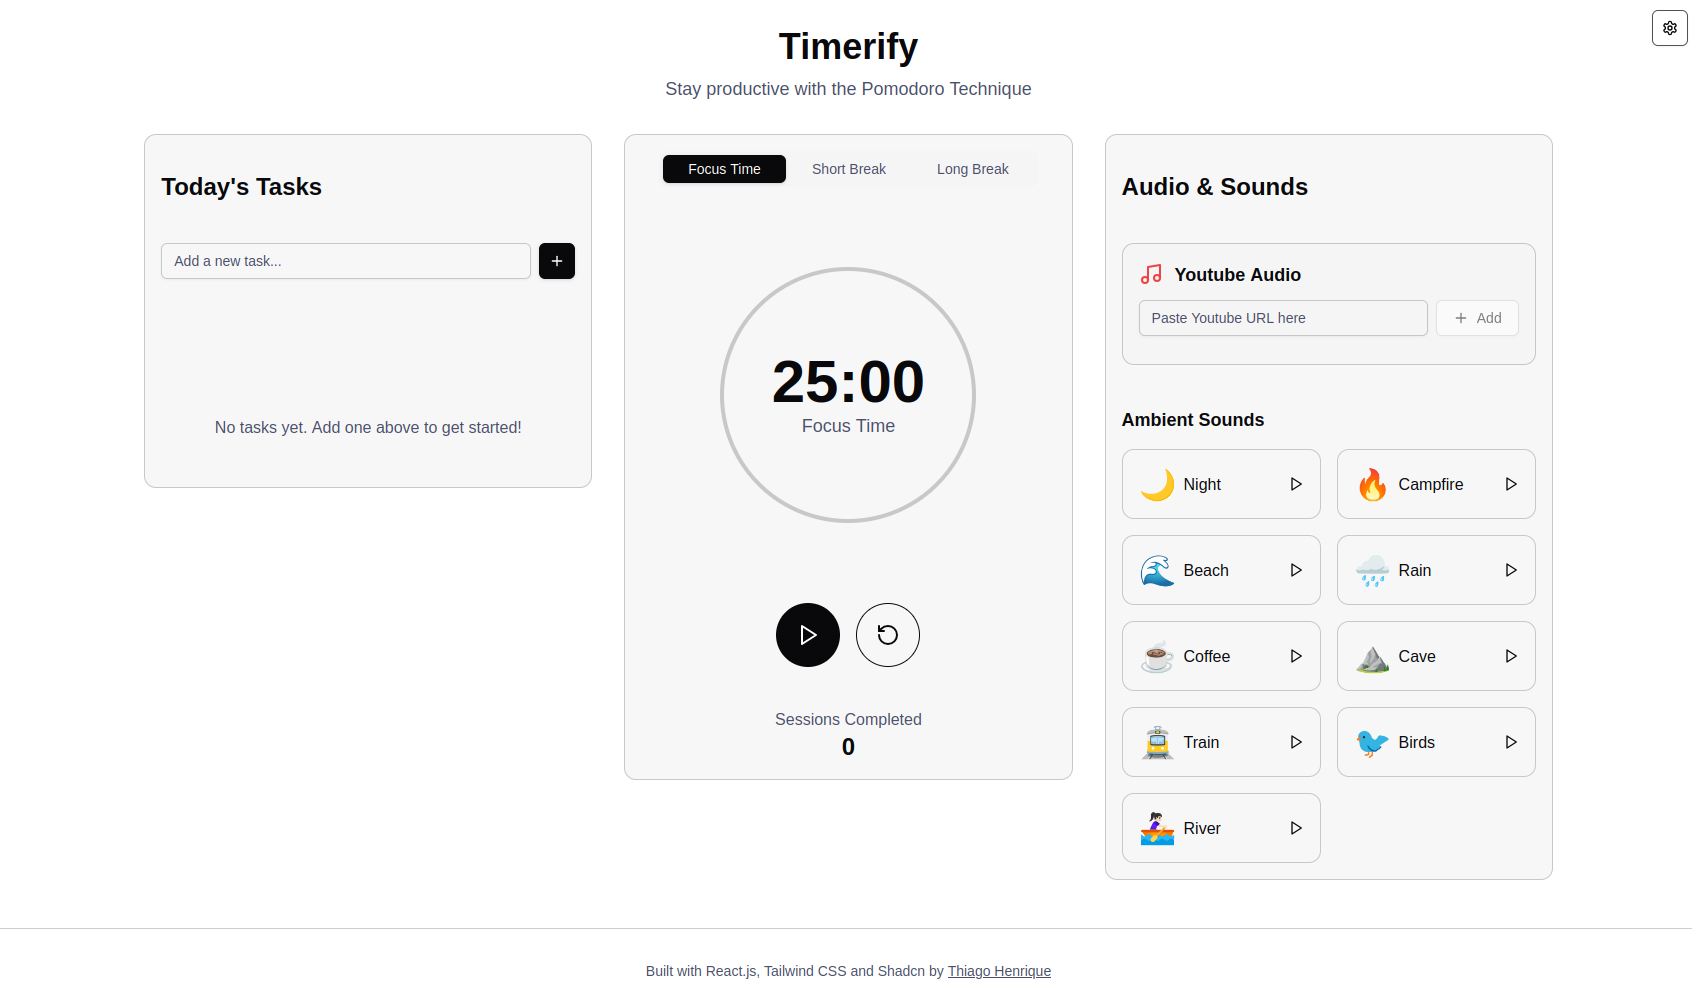 Timerify
Stay productive with the Pomodoro Technique
Today's Tasks
Add a new task...
No tasks yet. Add one above to get started!
Focus Time
Short Break
Long Break
25:00
Focus Time
Sessions Completed
0
Audio & Sounds
Youtube Audio
Paste Youtube URL here
Add
Ambient Sounds
Night
Campfire
Beach
Rain
Coffee
Cave
Train
Birds
River
Built with React.js, Tailwind CSS and Shadcn by Thiago Henrique